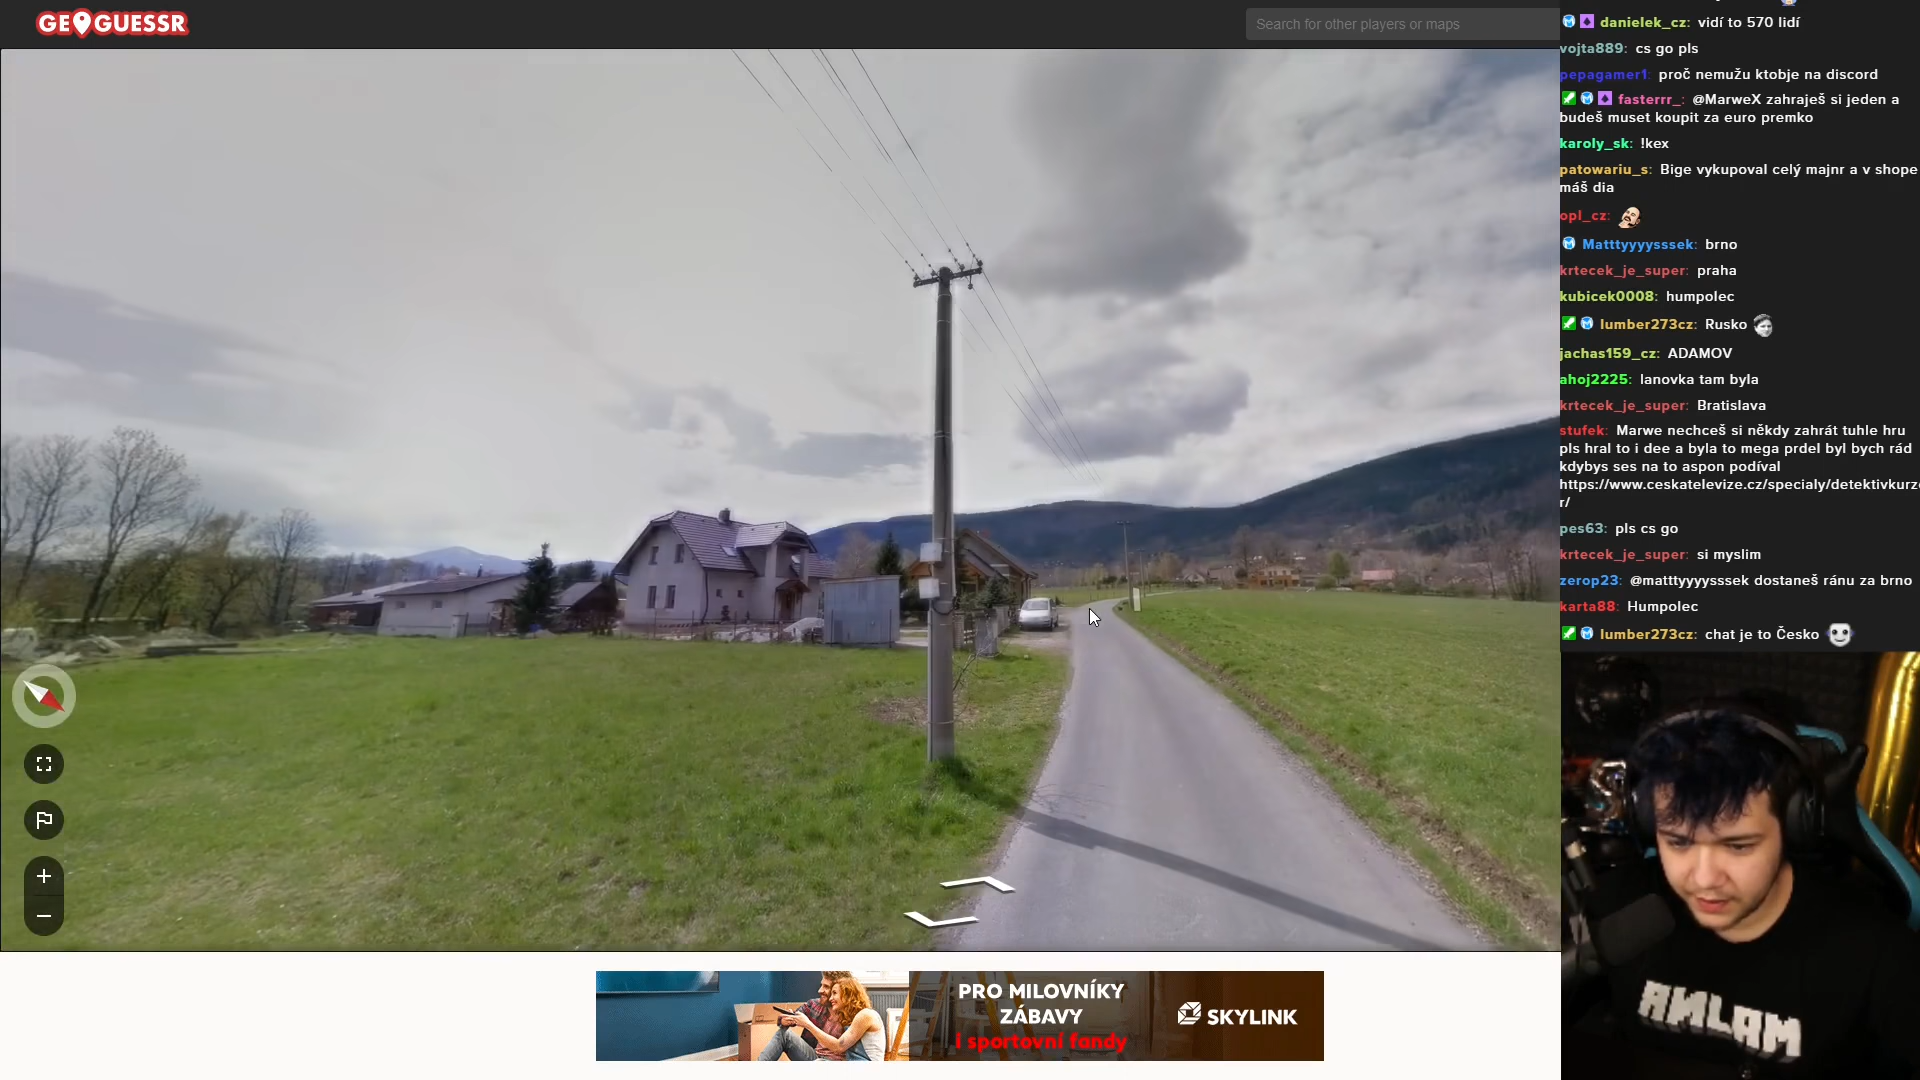 GEOGUESSR
Search for other players or maps
danielek_cz: vidí to 570 lidí
vojta889: cs go pls
pepagamer1: proč nemužu ktobje na discord
fasterrr_: @MarweX zahraješ si jeden a
budeš muset koupit za euro premko
karoly_sk: !kex
patowariu_s: Bige vykupoval celý majnr a v shope
máš dia
opl_cz:
Matttyyyysssek: brno
krtecek_je_super: praha
kubicek0008: humpolec
lumber273cz: Rusko
jachas159_cz: ADAMOV
ahoj2225: lanovka tam byla
krtecek_je_super: Bratislava
stufek: Marwe nechceš si někdy zahrát tuhle hru
pls hral to i dee a byla to mega prdel byl bych rád
kdybys ses na to aspon podíval
https://www.ceskatelevize.cz/specialy/detektivkurze
r/
pes63: pls cs go
krtecek_je_super: si myslim
zerop23: @matttyyyysssek dostaneš ránu za brno
karta88: Humpolec
lumber273cz: chat je to Česko
PRO MILOVNÍKY
ZÁBAVY
I sportovní fandy
SKYLINK